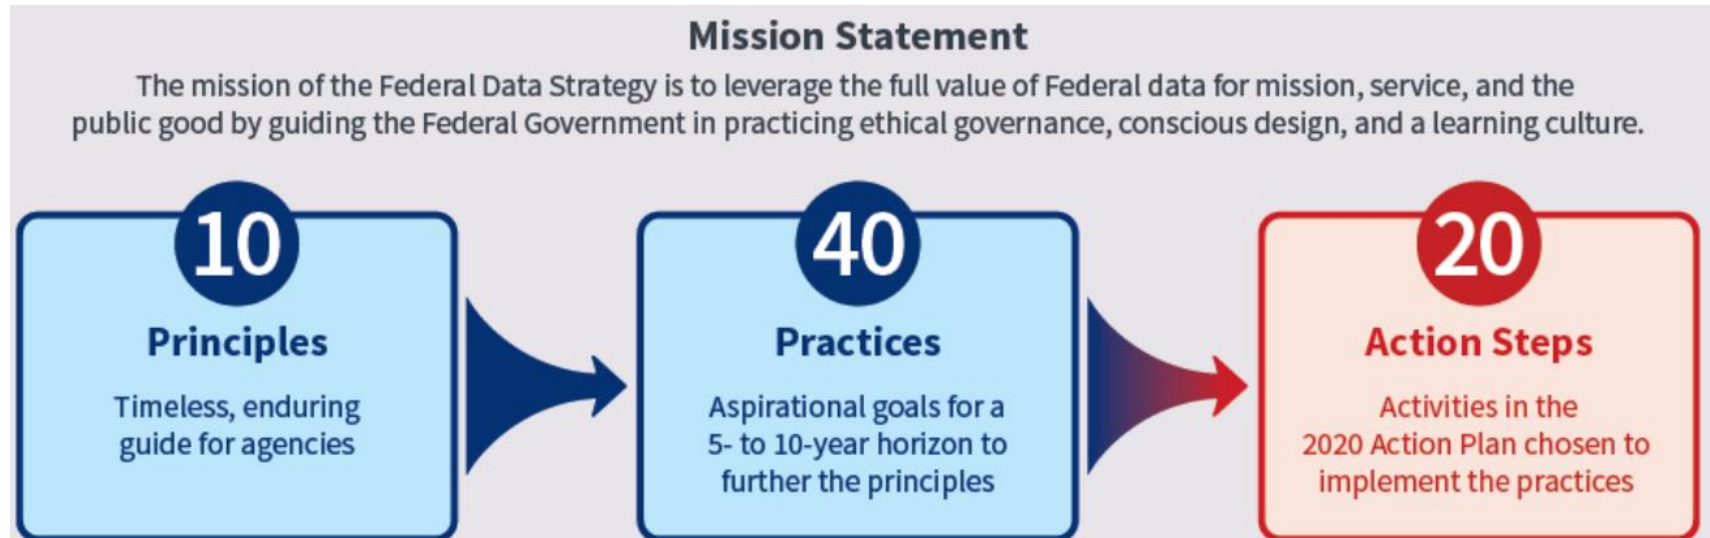 Mission Statement
The mission of the Federal Data Strategy is to leverage the full value of Federal data for mission, service, and the
public good by guiding the Federal Government in practicing ethical governance, conscious design, and a learning culture.
10
Principles
Timeless, enduring
guide for agencies
40
Practices
Aspirational goals for a
5- to 10-year horizon to
further the principles
20
Action Steps
Activities in the
2020 Action Plan chosen to
implement the practices